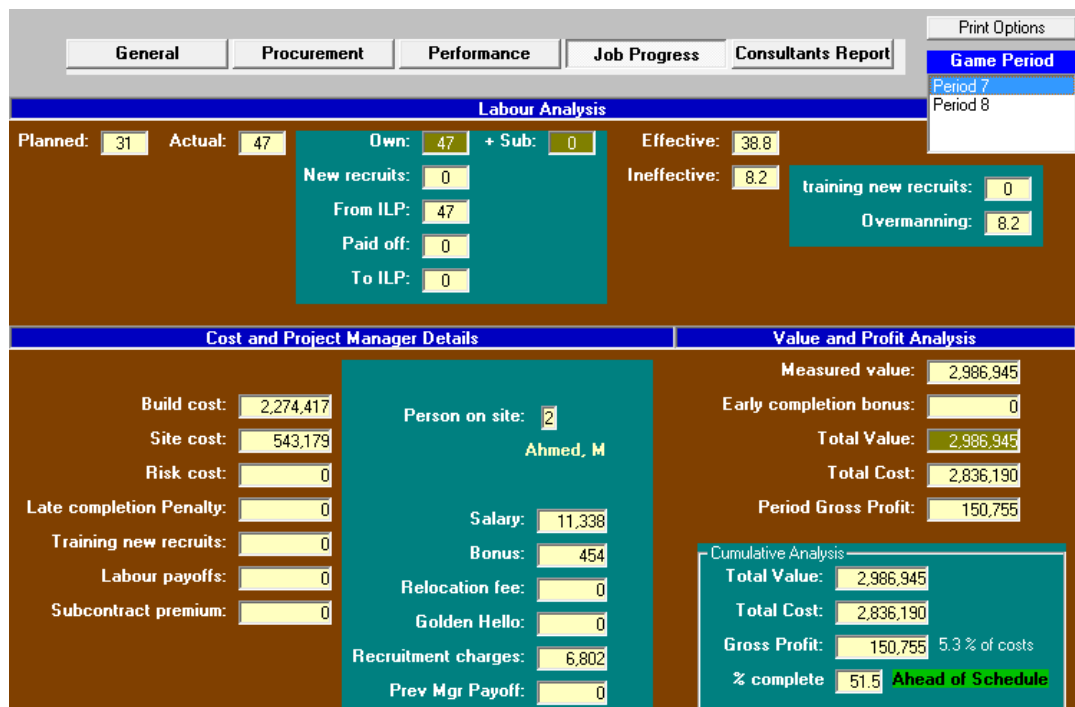 Print Options
General Procurement Performance Job Progress Consultants Report
Game Period
Period 7
Period 8
Labour Analysis
Planned: 31 Actual: 47 Own: 47 + Sub: 0 Effective: 38.8
New recruits: 0 Ineffective: 8.2 training new recruits: 0
From ILP: 47 Overmanning: 8.2
Paid off: 0
To ILP: 0
Cost and Project Manager Details
Build cost: 2,274,417
Site cost: 543,179
Risk cost: 0
Late completion Penalty: 0
Training new recruits: 0
Labour payoffs: 0
Subcontract premium: 0
Person on site: 2
Ahmed, M
Salary: 11,338
Bonus: 454
Relocation fee: 0
Golden Hello: 0
Recruitment charges: 6,802
Prev Mgr Payoff: 0
Value and Profit Analysis
Measured value: 2,986,945
Early completion bonus: 0
Total Value: 2,986,945
Total Cost: 2,836,190
Period Gross Profit: 150,755
Cumulative Analysis
Total Value: 2,986,945
Total Cost: 2,836,190
Gross Profit: 150,755 5.3 % of costs
% complete 51.5 Ahead of Schedule